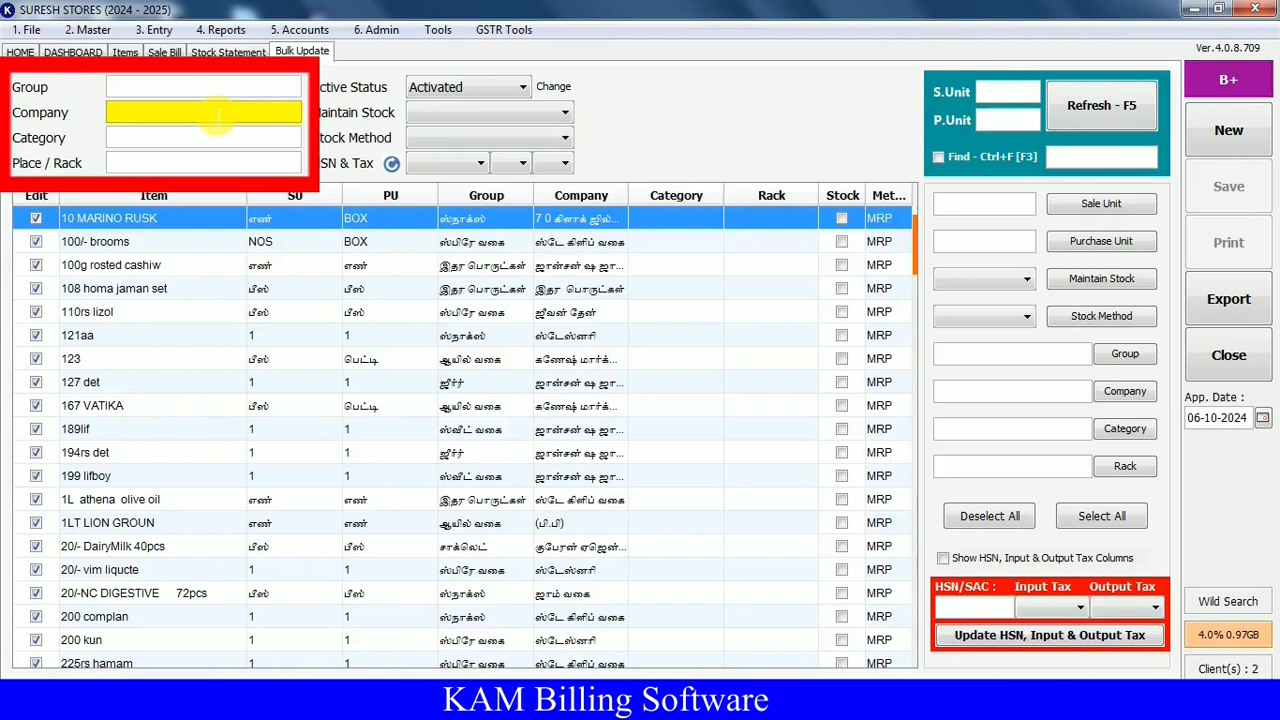 KA SURESH STORES (2024 - 2025)
1. File 2. Master 3. Entry 4. Reports 5. Accounts 6. Admin Tools GSTR Tools
HOME DASHBOARD Items Sale Bill Stock Statement Bulk Update Ver.4.0.8.709
Group ctive Status Activated Change
Company aintain Stock
Category tock Method
Place / Rack SN & Tax
S.Unit
P.Unit
Refresh - F5
Find - Ctrl+F [F3]
B+
New
Save
Print
Export
Close
App. Date :
06-10-2024
Edit Item SU PU Group Company Category Rack Stock Met...
10 MARINO RUSK எண் BOX ஸ்நாக்ஸ் 7 0 கிளாக் ஜில்... MRP
100/- brooms NOS BOX ஸ்பிரே வகை ஸ்டே கிளிப் வகை MRP
100g rosted cashiw எண் எண் இதர பொருட்கள் ஜான்சன் ஷ ஜா... MRP
108 homa jaman set பீஸ் பீஸ் இதர பொருட்கள் இதர பொருட்கள் MRP
110rs lizol பீஸ் பீஸ் ஸ்பிரே வகை ஜீவன் தேன் MRP
121aa 1 1 ஸ்நாக்ஸ் ஸ்டேஸ்னரி MRP
123 பீஸ் பெட்டி ஆயில் வகை கணேஷ் மார்க்... MRP
127 det 1 1 ஜீரீர் ஜான்சன் ஷ ஜா... MRP
167 VATIKA பீஸ் பெட்டி ஆயில் வகை கணேஷ் மார்க்... MRP
189lif 1 1 ஸ்வீட் வகை ஜான்சன் ஷ ஜா... MRP
194rs det 1 1 ஜீரீர் ஜான்சன் ஷ ஜா... MRP
199 lifboy 1 1 ஸ்வீட் வகை ஜான்சன் ஷ ஜா... MRP
1L athena olive oil எண் எண் இதர பொருட்கள் ஸ்டே கிளிப் வகை MRP
1LT LION GROUN எண் எண் ஆயில் வகை (பி.பி) MRP
20/- DairyMilk 40pcs பீஸ் பீஸ் சாக்லெட் குபேரன் ஏஜென்... MRP
20/- vim liqucte பீஸ் பீஸ் ஸ்பிரே வகை ஸ்டேஸ்னரி MRP
20/-NC DIGESTIVE 72pcs பீஸ் பீஸ் ஸ்நாக்ஸ் ஜாம் வகை MRP
200 complan 1 1 ஸ்நாக்ஸ் ஸ்டேஸ்னரி MRP
200 kun 1 1 ஸ்பிரே வகை ஸ்டேஸ்னரி MRP
225rs hamam 1 1 ஸ்பிரே வகை ஸ்டேஸ்னரி MRP
Sale Unit
Purchase Unit
Maintain Stock
Stock Method
Group
Company
Category
Rack
Deselect All Select All
Show HSN, Input & Output Tax Columns
HSN/SAC : Input Tax Output Tax
Update HSN, Input & Output Tax
Wild Search
4.0% 0.97GB
Client(s) : 2
KAM Billing Software